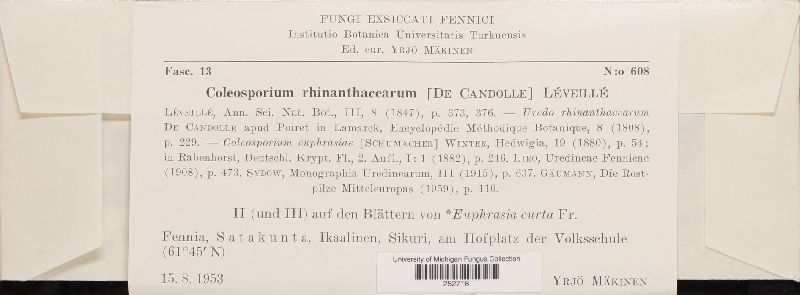 FUNGI EXSICCATI FENNICI
Institutio Botanica Universitatis Turkuensis
Ed. cur. YRJÖ MÄKINEN
Fasc. 13 N:o 608
Coleosporium rhinanthacearum [DE CANDOLLE] LÉVEILLÉ
LÉVEILLÉ, Ann. Sci. Nat. Bot., III, 8 (1847), p. 373, 376. — Uredo rhinanthacearum
DE CANDOLLE apud Poiret in Lamarck, Encyclopédie Méthodique Botanique, 8 (1808),
p. 229. — Coleosporium euphrasiae [SCHUMACHER] WINTER, Hedwigia, 19 (1880), p. 54;
in Rabenhorst, Deutschl. Krypt. Fl., 2. Aufl., I: 1 (1882), p. 246. LIRO, Uredineae Fennicae
(1908), p. 473. SYDOW, Monographia Uredinearum, III (1915), p. 637. GÄUMANN, Die Rost-
pilze Mitteleuropas (1959), p. 110.
II (und III) auf den Blättern von *Euphrasia curta Fr.
Fennia, Satakunta, Ikaalinen, Sikuri, am Hofplatz der Volksschule
(61°45' N)
15. 8. 1953 YRJÖ MÄKINEN
University of Michigan Fungus Collection
252718